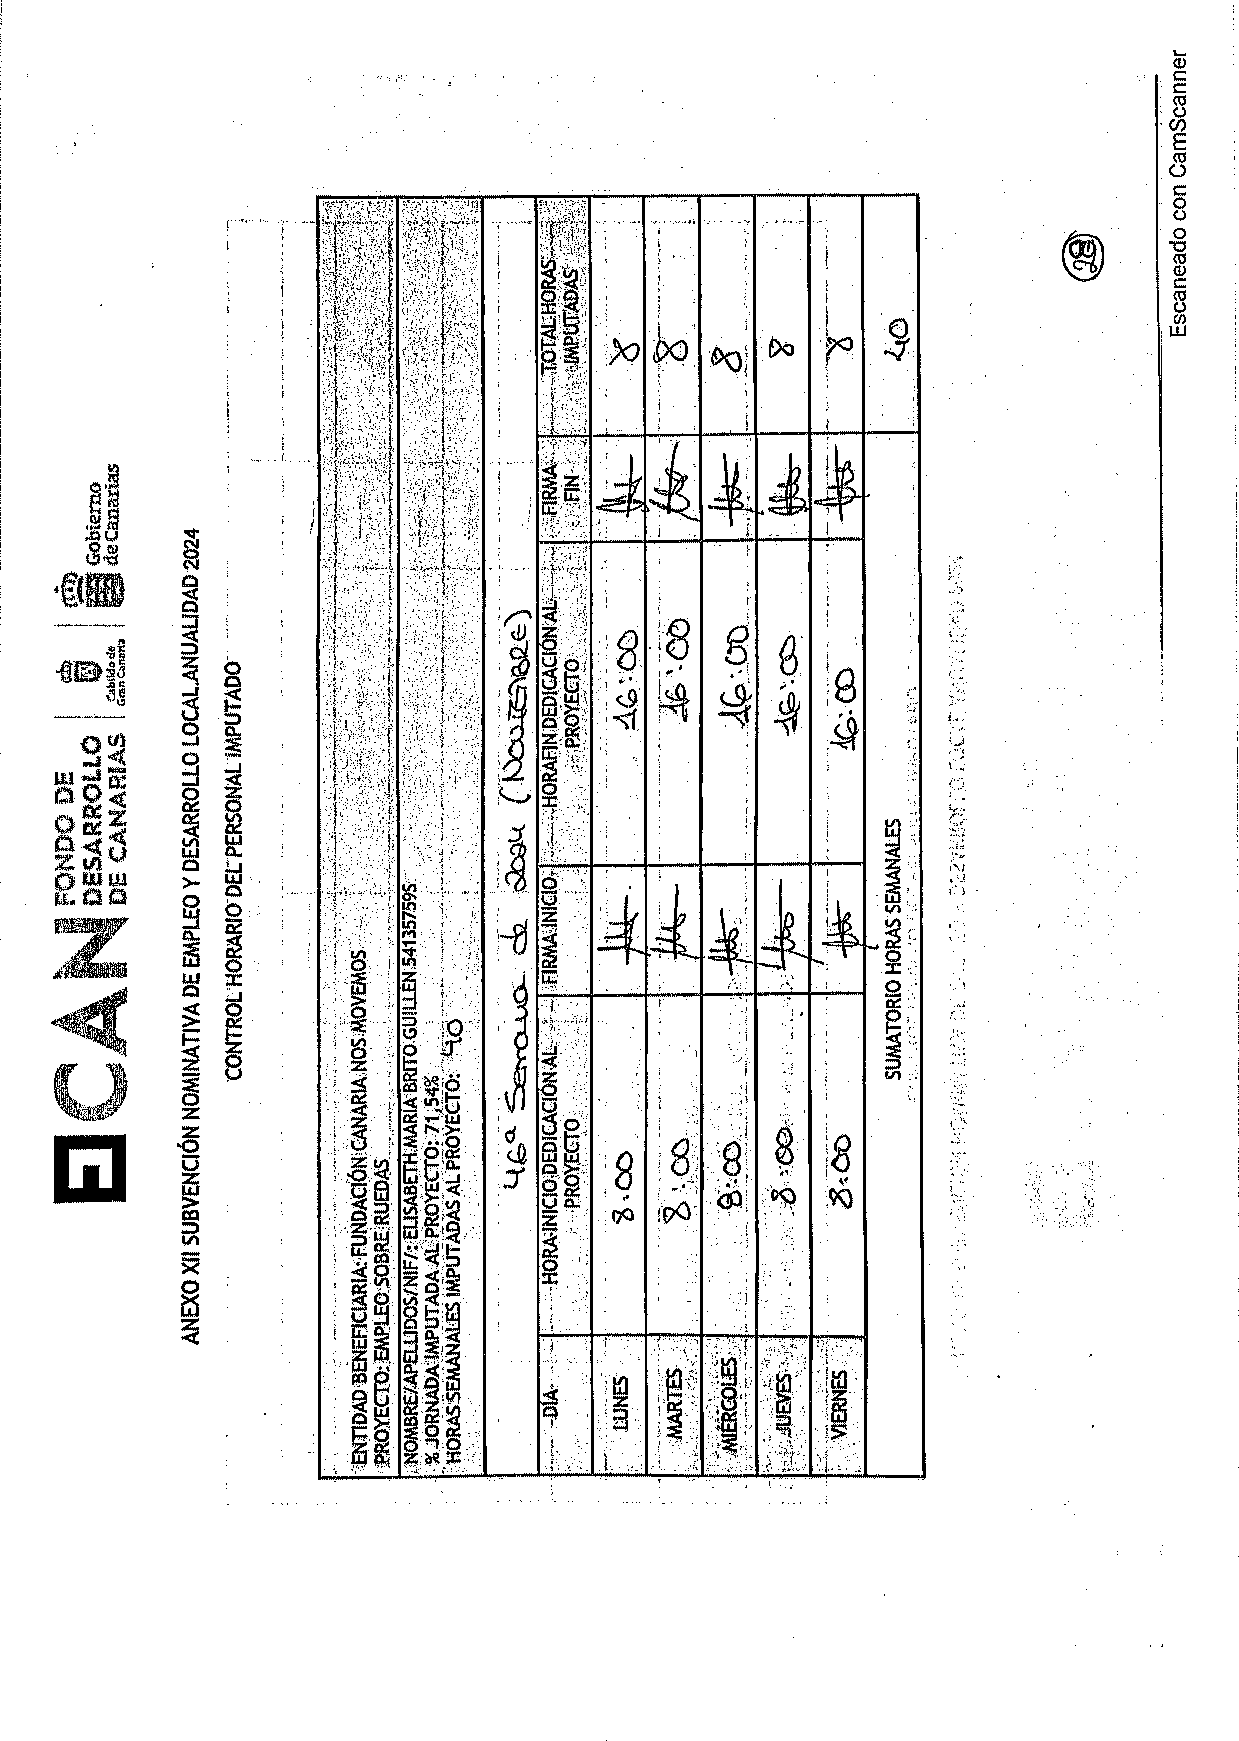 FCAN FONDO DE DESARROLLO DE CANARIAS
Cabildo de Gran Canaria
Gobierno de Canarias
ANEXO XII SUBVENCIÓN NOMINATIVA DE EMPLEO Y DESARROLLO LOCAL ANUALIDAD 2024
CONTROL HORARIO DEL PERSONAL IMPUTADO
ENTIDAD BENEFICIARIA: FUNDACIÓN CANARIA NOS MOVEMOS
PROYECTO: EMPLEO SOBRE RUEDAS
NOMBRE/APELLIDOS/NIF/: ELISABETH MARIA BRITO GUILLEN 54135759S
% JORNADA IMPUTADA AL PROYECTO: 71,54%
HORAS SEMANALES IMPUTADAS AL PROYECTO: 40
46ª Semana de 2024 (NOVIEMBRE)
DÍA HORA INICIO DEDICACIÓN AL PROYECTO FIRMA INICIO HORA FIN DEDICACIÓN AL PROYECTO FIRMA FIN TOTAL HORAS IMPUTADAS
LUNES 8:00 16:00 8
MARTES 8:00 16:00 8
MIÉRCOLES 8:00 16:00 8
JUEVES 8:00 16:00 8
VIERNES 8:00 16:00 8
SUMATORIO HORAS SEMANALES 40
28
Escaneado con CamScanner